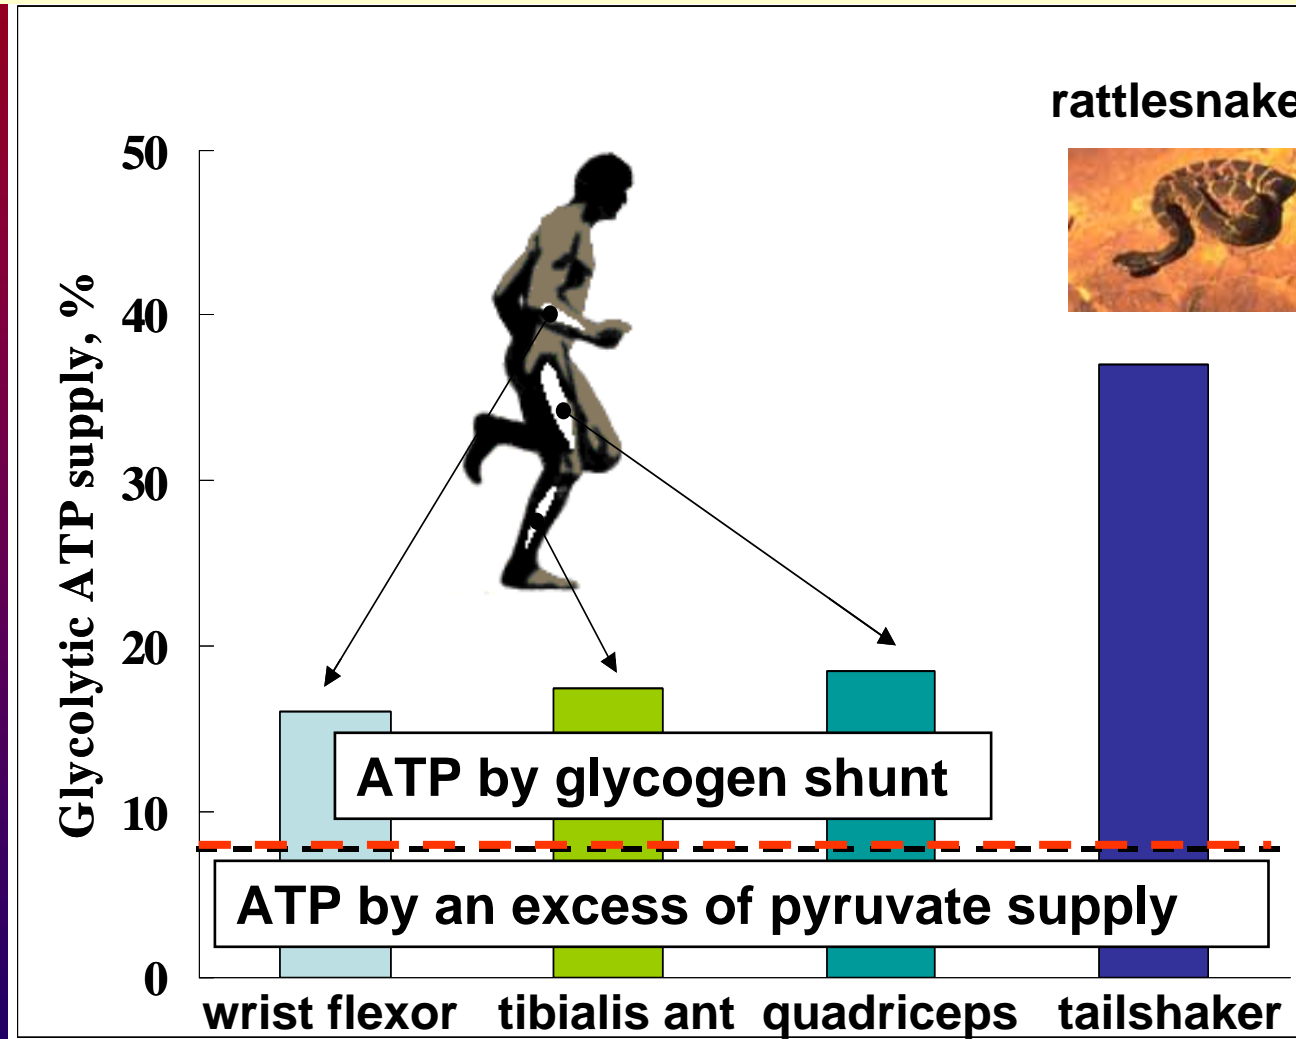 rattlesnake
50
40
30
20
10
0
Glycolytic ATP supply, %
ATP by glycogen shunt
ATP by an excess of pyruvate supply
wrist flexor tibialis ant quadriceps tailshaker